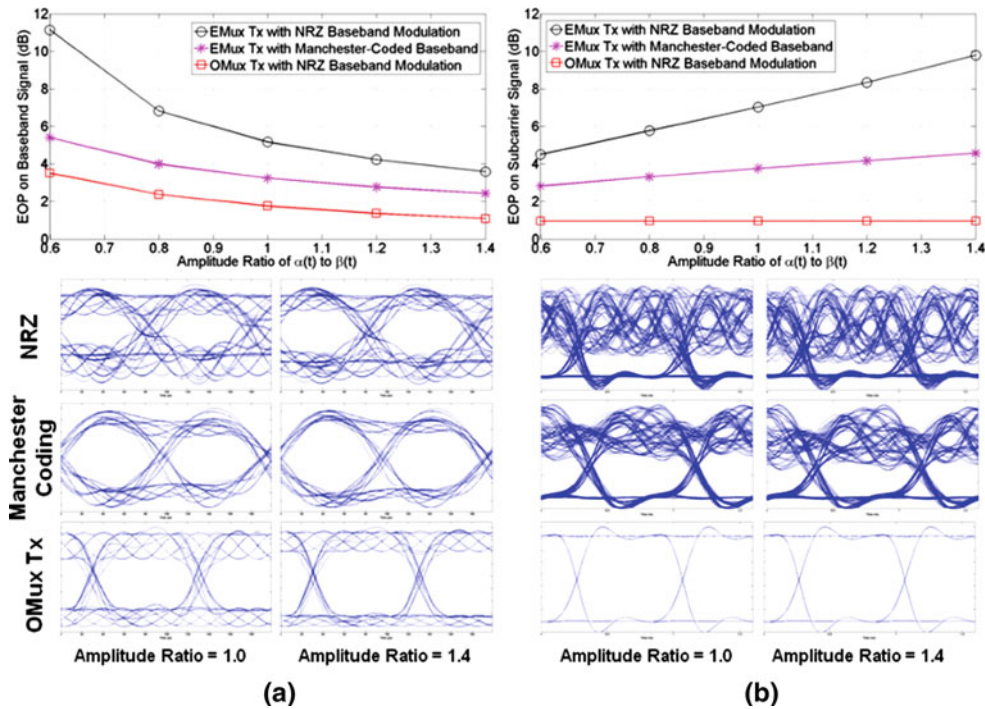 EOP on Baseband Signal (dB)
12
10
8
6
4
2
0
EMux Tx with NRZ Baseband Modulation
EMux Tx with Manchester-Coded Baseband
OMux Tx with NRZ Baseband Modulation
0.6 0.7 0.8 0.9 1 1.1 1.2 1.3 1.4
Amplitude Ratio of α(t) to β(t)
EOP on Subcarrier Signal (dB)
12
10
8
6
4
2
0
EMux Tx with NRZ Baseband Modulation
EMux Tx with Manchester-Coded Baseband
OMux Tx with NRZ Baseband Modulation
0.6 0.7 0.8 0.9 1 1.1 1.2 1.3 1.4
Amplitude Ratio of α(t) to β(t)
NRZ
Manchester
Coding
OMux Tx
Amplitude Ratio = 1.0
Amplitude Ratio = 1.4
Amplitude Ratio = 1.0
Amplitude Ratio = 1.4
(a)
(b)